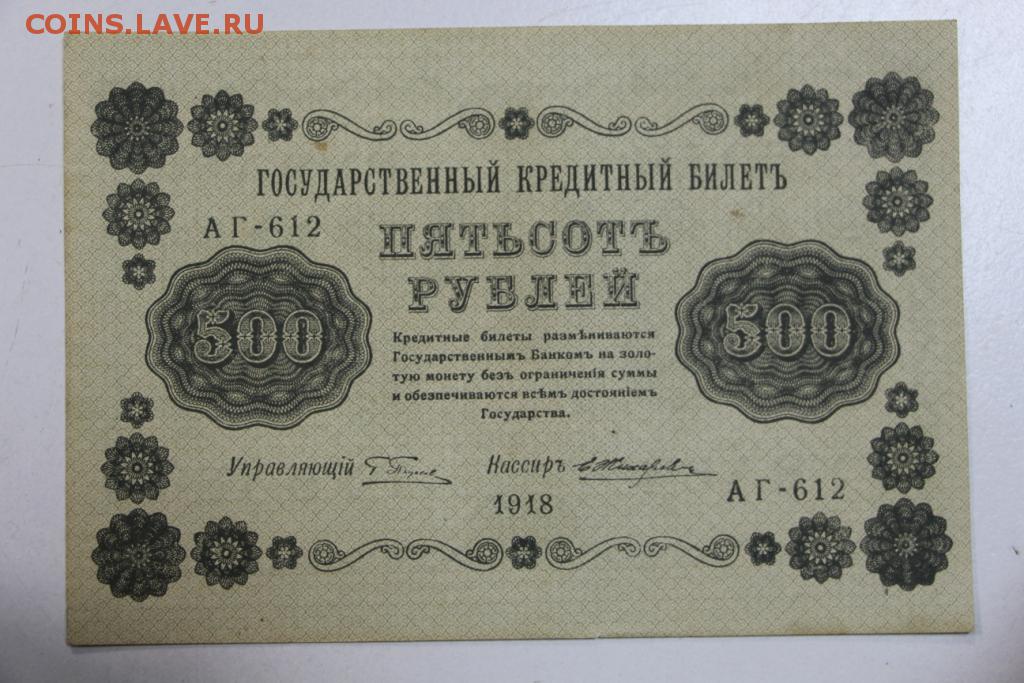 COINS.LAVE.RU
ГОСУДАРСТВЕННЫЙ КРЕДИТНЫЙ БИЛЕТЪ
АГ-612
ПЯТЬСОТЪ
РУБЛЕЙ
500
500
Кредитные билеты размѣниваются
Государственнымъ Банкомъ на золо-
тую монету безъ ограниченія суммы
и обезпечиваются всѣмъ достояніемъ
Государства.
Управляющій
Кассиръ
1918
АГ-612